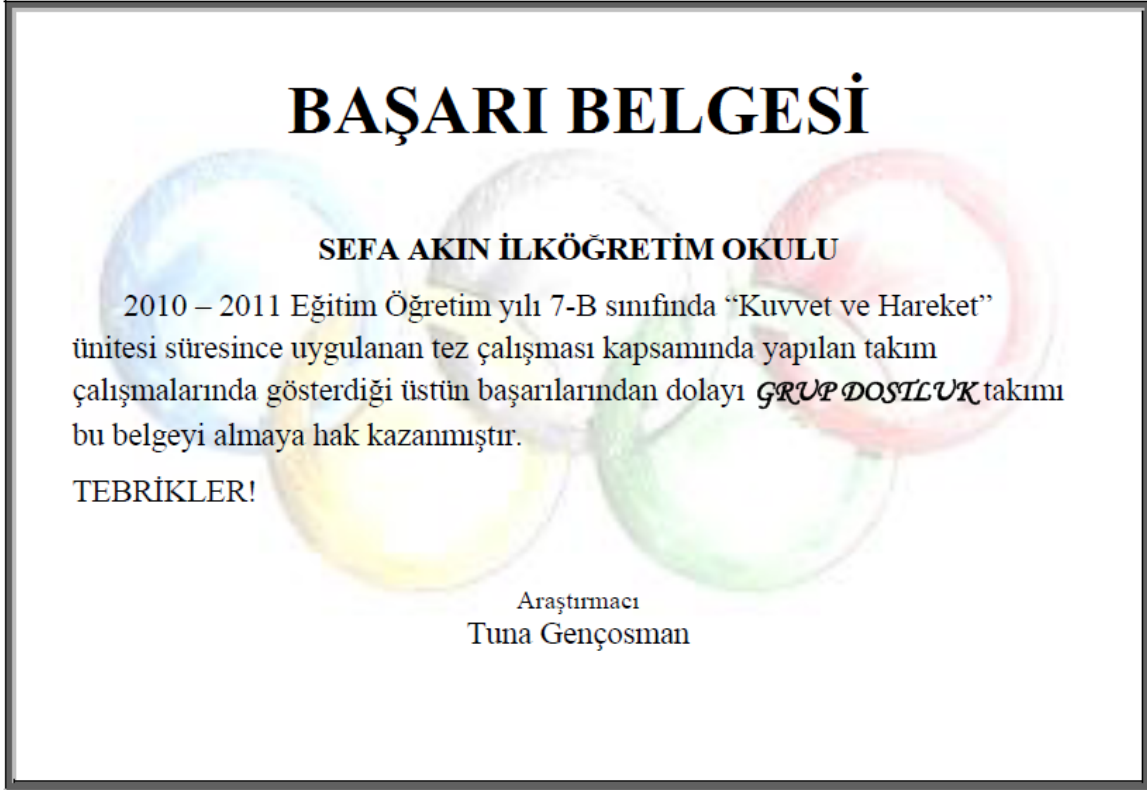 BAŞARI BELGESİ
SEFA AKIN İLKÖĞRETİM OKULU
2010 – 2011 Eğitim Öğretim yılı 7-B sınıfında “Kuvvet ve Hareket”
ünitesi süresince uygulanan tez çalışması kapsamında yapılan takım
çalışmalarında gösterdiği üstün başarılarından dolayı GRUP DOSTLUK takımı
bu belgeyi almaya hak kazanmıştır.
TEBRİKLER!
Araştırmacı
Tuna Gençosman